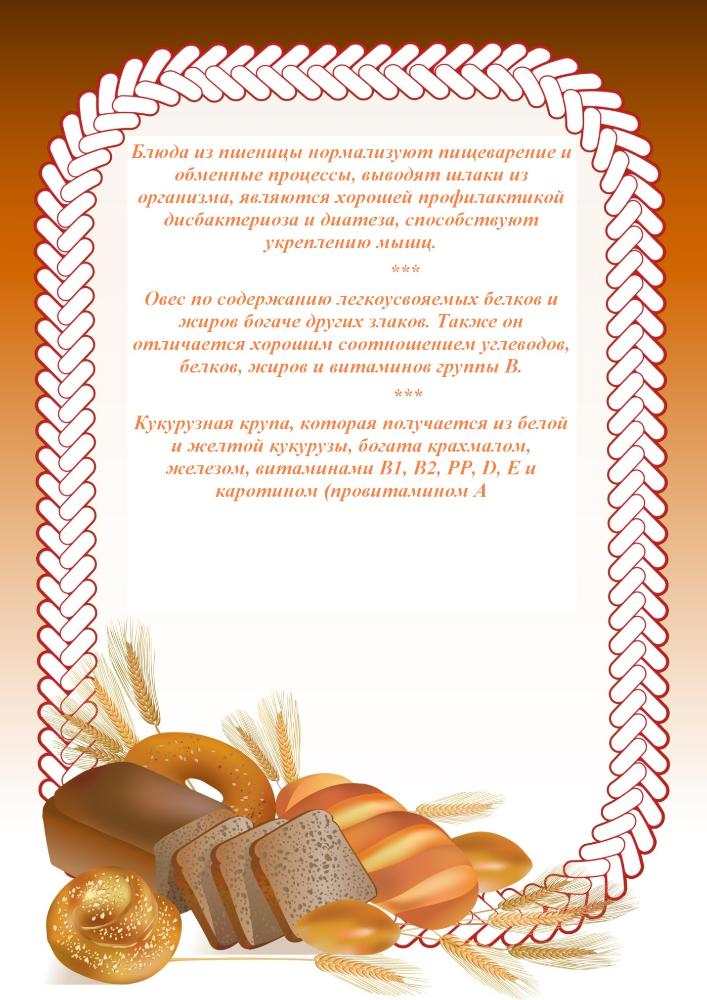 Блюда из пшеницы нормализуют пищеварение и
обменные процессы, выводят шлаки из
организма, являются хорошей профилактикой
дисбактериоза и диатеза, способствуют
укреплению мышц.
***
Овес по содержанию легкоусвояемых белков и
жиров богаче других злаков. Также он
отличается хорошим соотношением углеводов,
белков, жиров и витаминов группы В.
***
Кукурузная крупа, которая получается из белой
и желтой кукурузы, богата крахмалом,
железом, витаминами В1, В2, РР, D, Е и
каротином (провитамином А